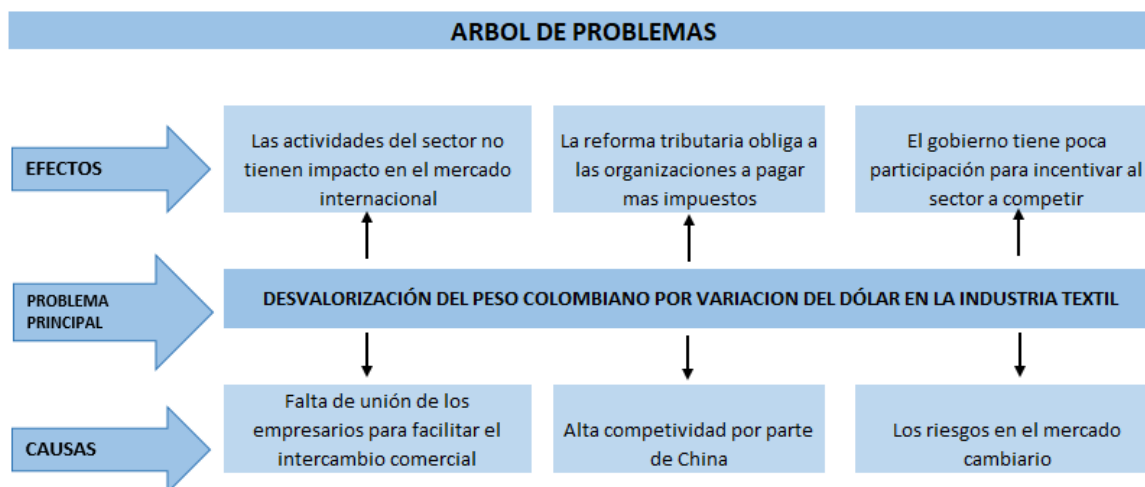 ARBOL DE PROBLEMAS
EFECTOS
Las actividades del sector no
tienen impacto en el mercado
internacional
La reforma tributaria obliga a
las organizaciones a pagar
mas impuestos
El gobierno tiene poca
participación para incentivar al
sector a competir
PROBLEMA
PRINCIPAL
DESVALORIZACIÓN DEL PESO COLOMBIANO POR VARIACION DEL DÓLAR EN LA INDUSTRIA TEXTIL
CAUSAS
Falta de unión de los
empresarios para facilitar el
intercambio comercial
Alta competividad por parte
de China
Los riesgos en el mercado
cambiario